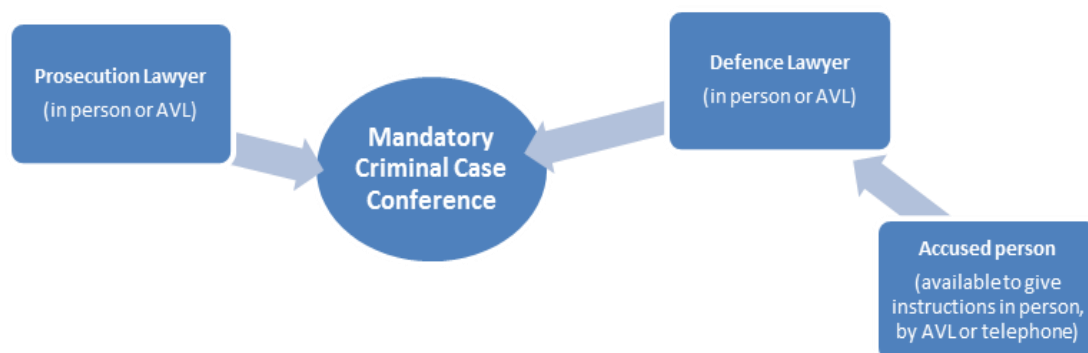 Prosecution Lawyer
(in person or AVL)
Mandatory
Criminal Case
Conference
Defence Lawyer
(in person or AVL)
Accused person
(available to give
instructions in person,
by AVL or telephone)